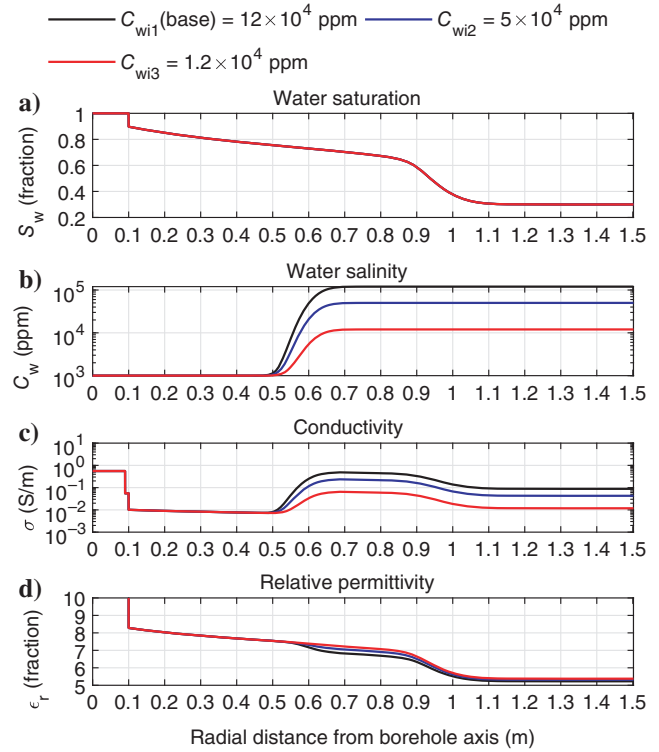 C_wi1(base) = 12×10^4 ppm C_wi2 = 5×10^4 ppm
C_wi3 = 1.2×10^4 ppm
a) Water saturation
S_w (fraction)
1
0.8
0.6
0.4
0.2
0 0.1 0.2 0.3 0.4 0.5 0.6 0.7 0.8 0.9 1 1.1 1.2 1.3 1.4 1.5
b) Water salinity
C_w (ppm)
10^5
10^4
10^3
0 0.1 0.2 0.3 0.4 0.5 0.6 0.7 0.8 0.9 1 1.1 1.2 1.3 1.4 1.5
c) Conductivity
σ (S/m)
10^1
10^0
10^−1
10^−2
10^−3
0 0.1 0.2 0.3 0.4 0.5 0.6 0.7 0.8 0.9 1 1.1 1.2 1.3 1.4 1.5
d) Relative permittivity
ϵ_r (fraction)
10
9
8
7
6
5
0 0.1 0.2 0.3 0.4 0.5 0.6 0.7 0.8 0.9 1 1.1 1.2 1.3 1.4 1.5
Radial distance from borehole axis (m)